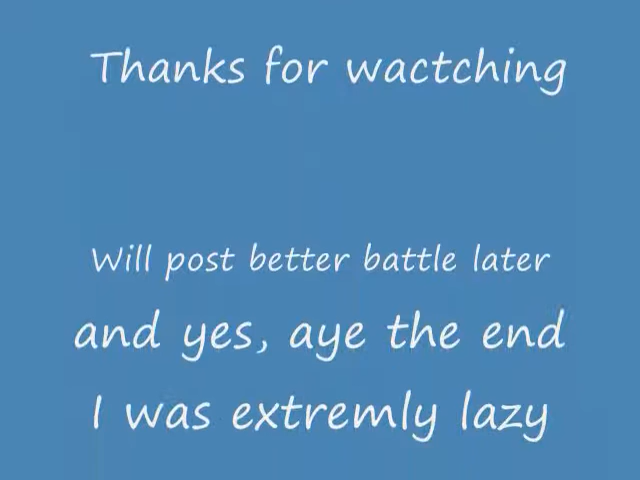 Thanks for wactching
Will post better battle later
and yes, aye the end
I was extremly lazy